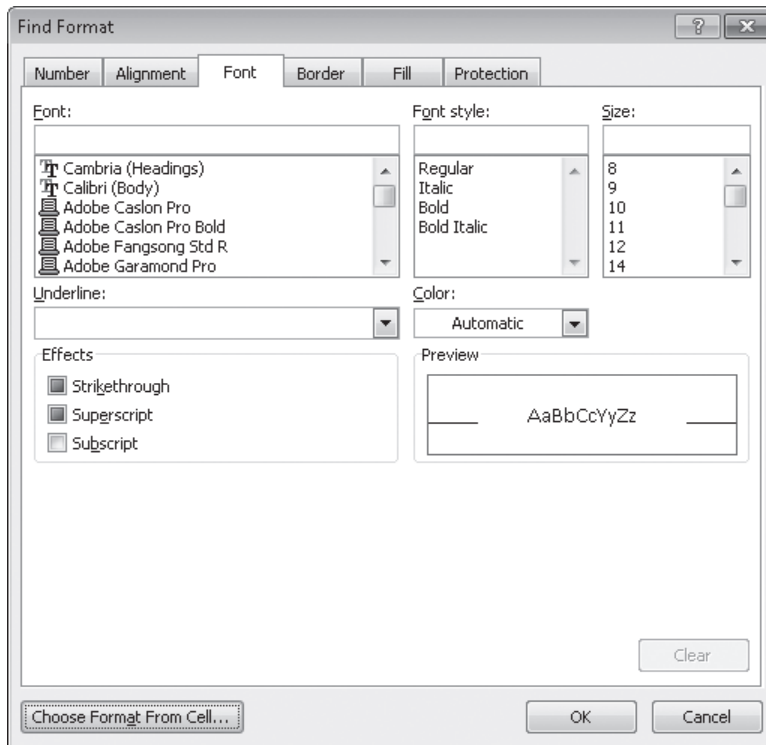 Find Format
Number Alignment Font Border Fill Protection
Font: Font style: Size:
Cambria (Headings) Regular 8
Calibri (Body) Italic 9
Adobe Caslon Pro Bold 10
Adobe Caslon Pro Bold Bold Italic 11
Adobe Fangsong Std R 12
Adobe Garamond Pro 14
Underline: Color:
Automatic
Effects Preview
Strikethrough
Superscript AaBbCcYyZz
Subscript
Clear
Choose Format From Cell... OK Cancel